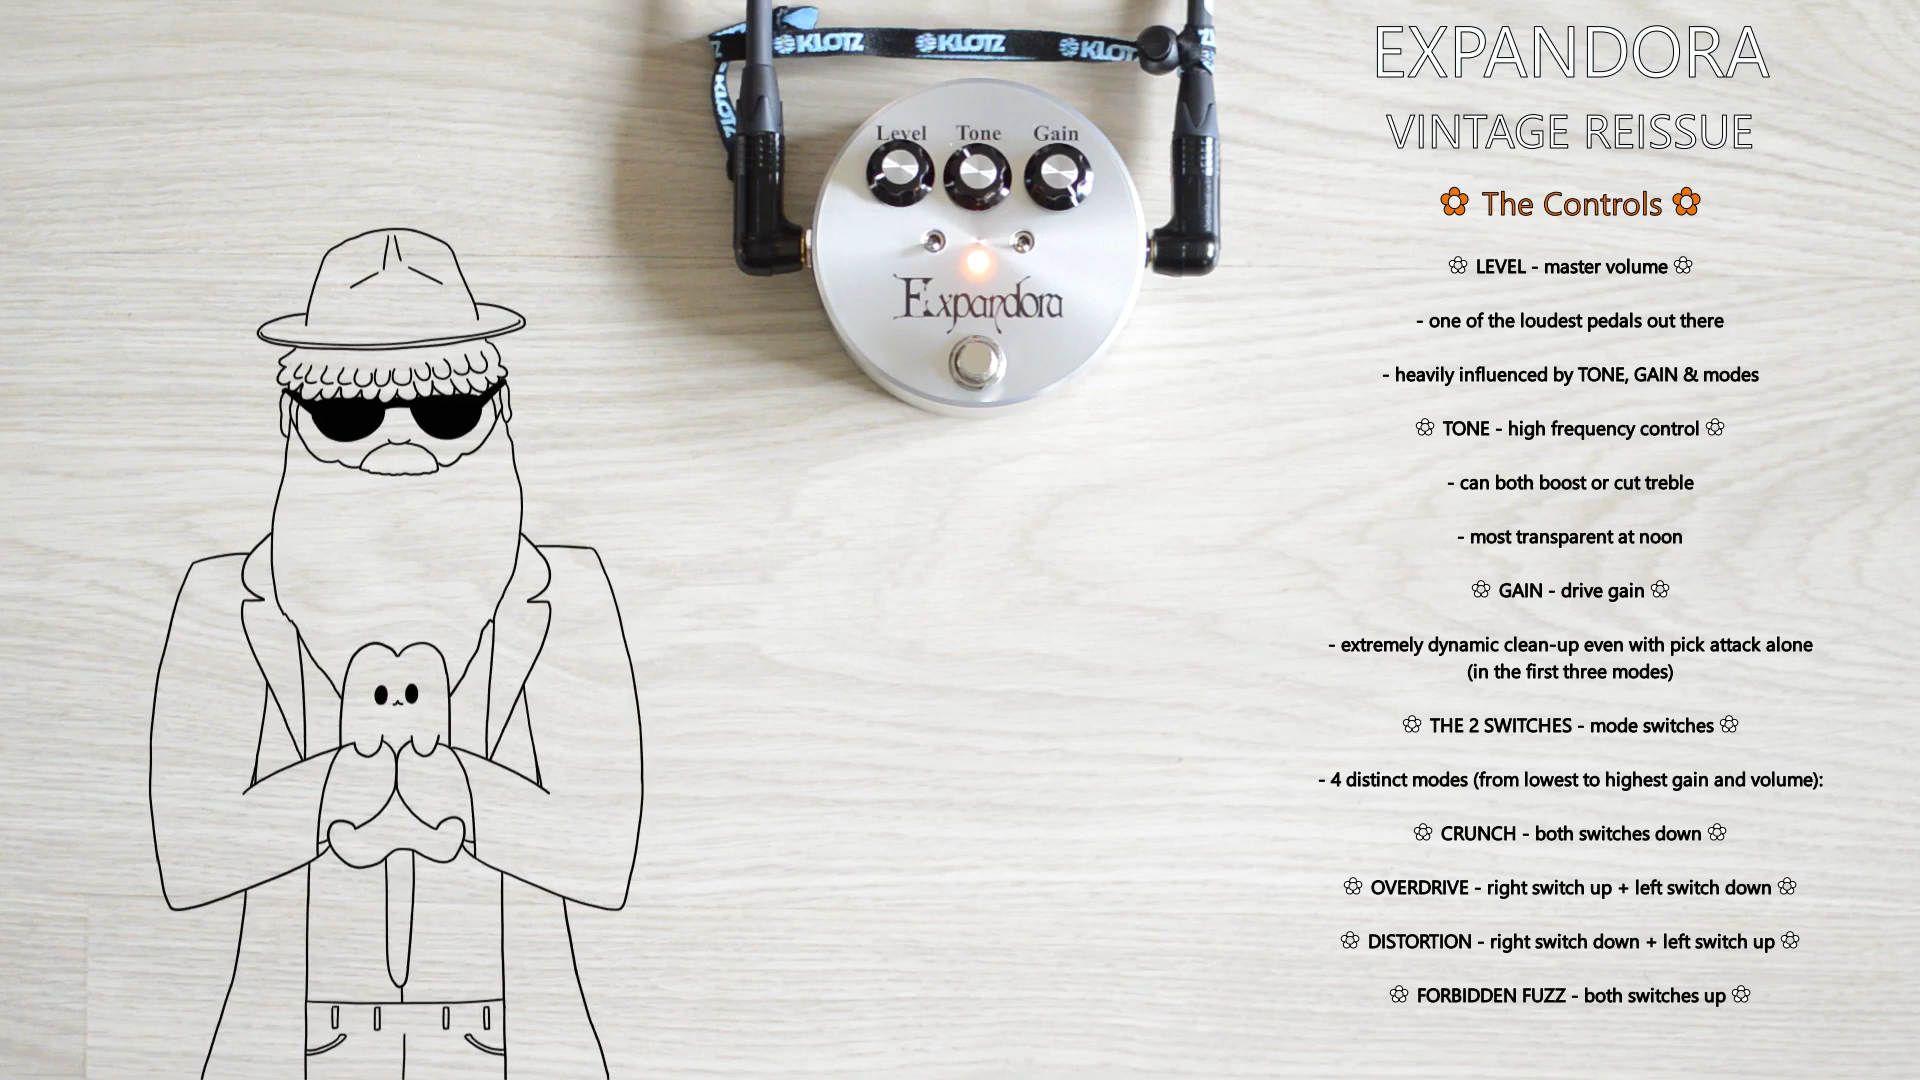 KLOTZ KLOTZ KLOTZ
KLOTZ
EXPANDORA
VINTAGE REISSUE
The Controls
LEVEL - master volume
- one of the loudest pedals out there
- heavily influenced by TONE, GAIN & modes
TONE - high frequency control
- can both boost or cut treble
- most transparent at noon
GAIN - drive gain
- extremely dynamic clean-up even with pick attack alone
(in the first three modes)
THE 2 SWITCHES - mode switches
- 4 distinct modes (from lowest to highest gain and volume):
CRUNCH - both switches down
OVERDRIVE - right switch up + left switch down
DISTORTION - right switch down + left switch up
FORBIDDEN FUZZ - both switches up
Level Tone Gain
Expandora